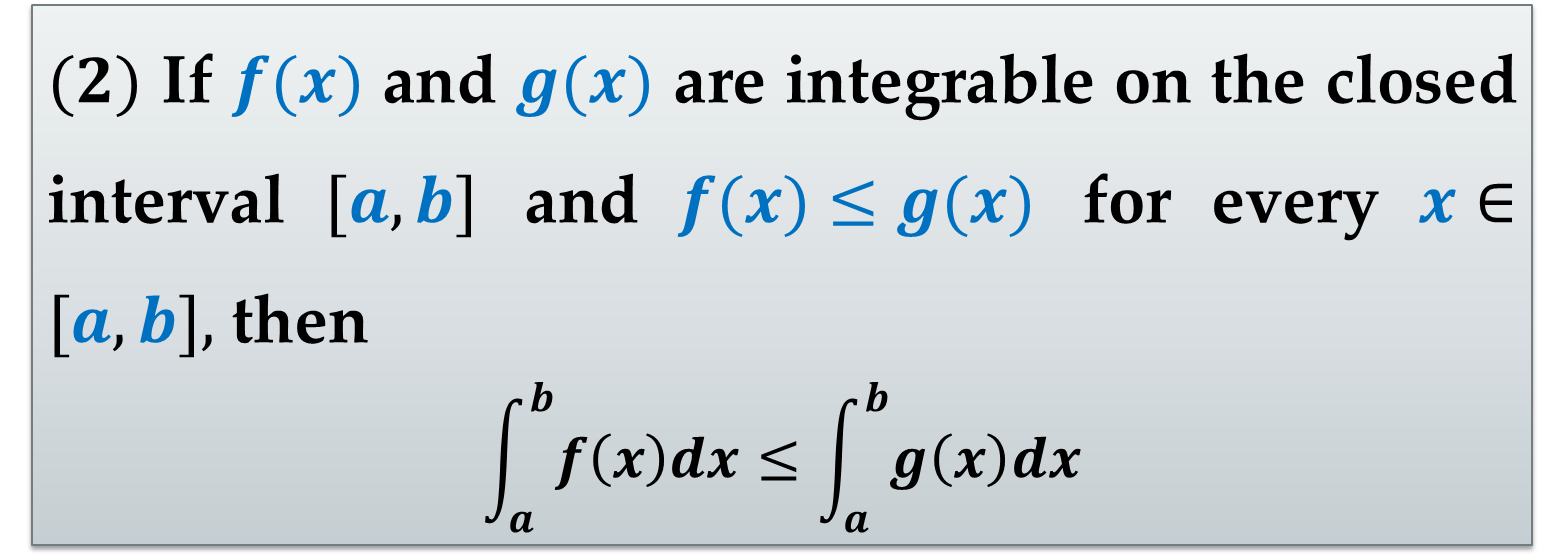 (2) If f(x) and g(x) are integrable on the closed
interval [a, b] and f(x) ≤ g(x) for every x ∈
[a, b], then
∫_a^b f(x)dx ≤ ∫_a^b g(x)dx